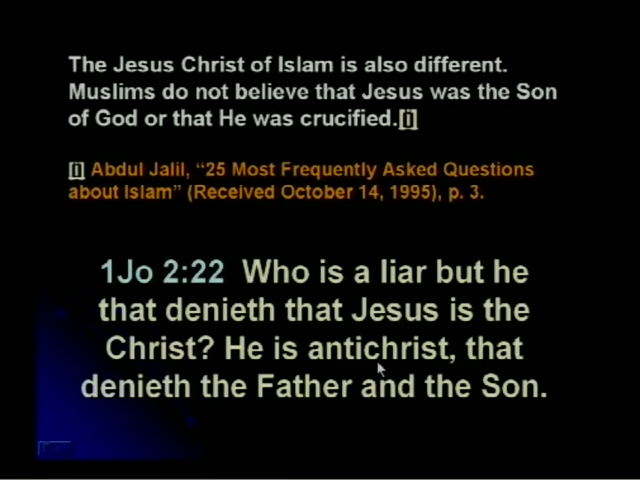 The Jesus Christ of Islam is also different.
Muslims do not believe that Jesus was the Son
of God or that He was crucified.[i]
[i] Abdul Jalil, “25 Most Frequently Asked Questions
about Islam” (Received October 14, 1995), p. 3.
1Jo 2:22 Who is a liar but he
that denieth that Jesus is the
Christ? He is antichrist, that
denieth the Father and the Son.